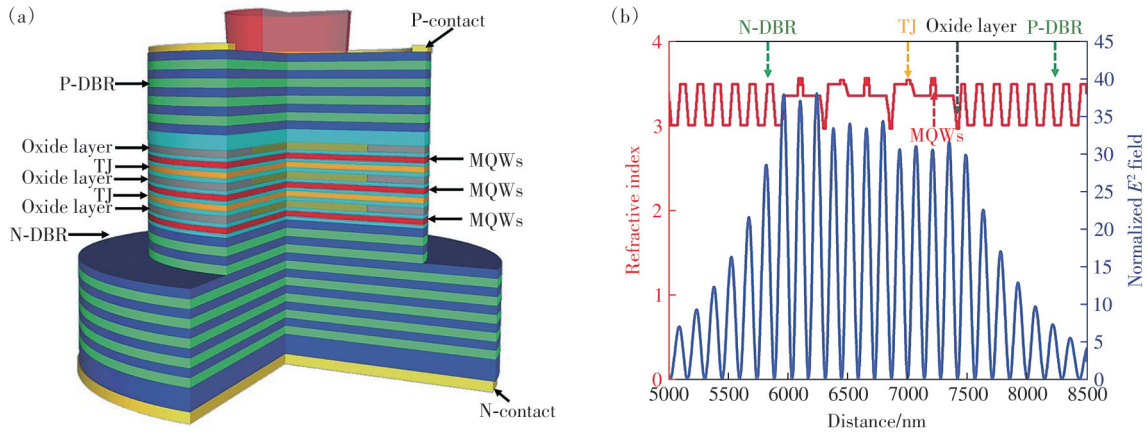 (a)
P-contact
P-DBR
Oxide layer
MQWs
TJ
Oxide layer
MQWs
TJ
Oxide layer
MQWs
N-DBR
N-contact
(b)
N-DBR
TJ
Oxide layer
P-DBR
MQWs
4
3
2
1
0
Refractive index
45
40
35
30
25
20
15
10
5
0
Normalized E² field
5000 5500 6000 6500 7000 7500 8000 8500
Distance/nm